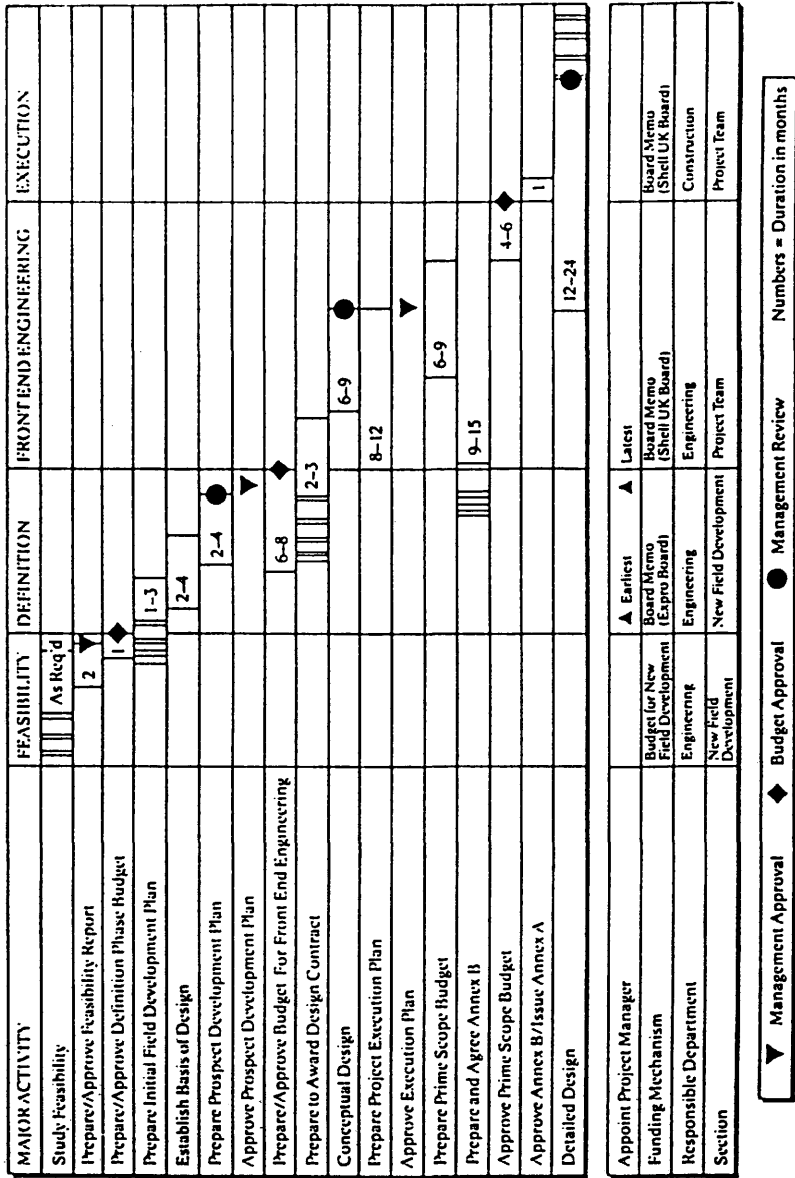 MAJOR ACTIVITY FEASIBILITY DEFINITION FRONT END ENGINEERING EXECUTION
Study Feasibility As Req'd
Prepare/Approve Feasibility Report 2
Prepare/Approve Definition Phase Budget 1
Prepare Initial Field Development Plan 1–3
Establish Basis of Design 2–4
Prepare Prospect Development Plan 2–4
Approve Prospect Development Plan
Prepare/Approve Budget For Front End Engineering 6–8
Prepare to Award Design Contract 2–3
Conceptual Design 6–9
Prepare Project Execution Plan 8–12
Approve Execution Plan
Prepare Prime Scope Budget 6–9
Prepare and Agree Annex B 9–15
Approve Prime Scope Budget 4–6
Approve Annex B/Issue Annex A 1
Detailed Design 12–24
Appoint Project Manager ▲ Earliest ▲ Latest
Funding Mechanism Budget for New Board Memo Board Memo Board Memo
Field Development (Expro Board) (Shell UK Board) (Shell UK Board)
Responsible Department Engineering Engineering Engineering Construction
Section New Field New Field Development Project Team Project Team
Development
▼ Management Approval ◆ Budget Approval ● Management Review Numbers = Duration in months